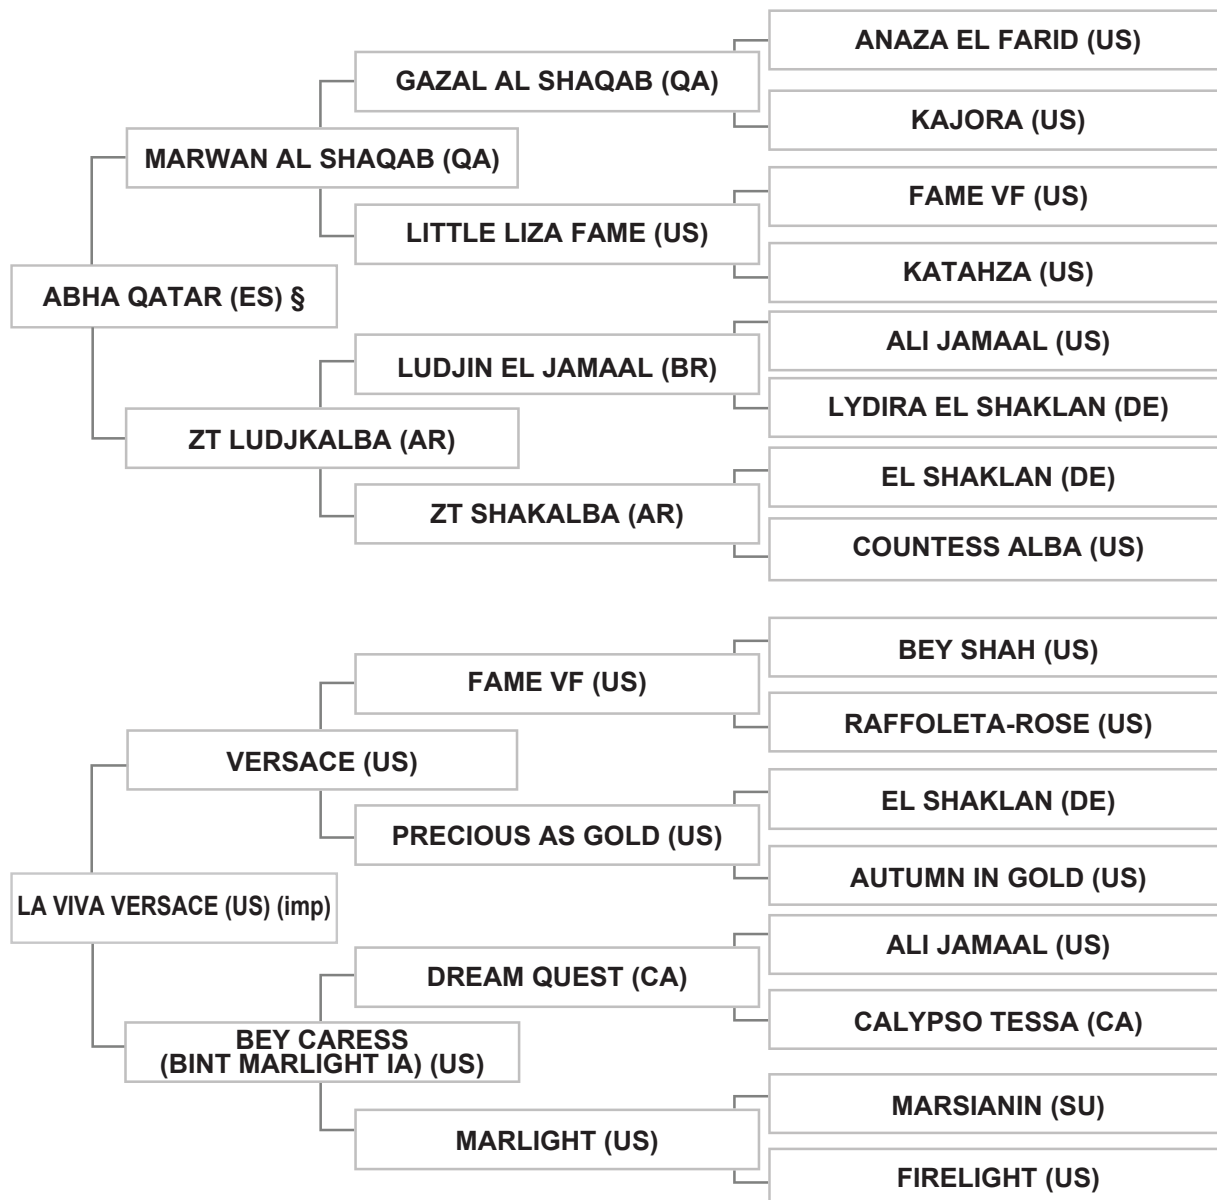 ANAZA EL FARID (US)
GAZAL AL SHAQAB (QA)
KAJORA (US)
MARWAN AL SHAQAB (QA)
FAME VF (US)
LITTLE LIZA FAME (US)
KATAHZA (US)
ABHA QATAR (ES) §
ALI JAMAAL (US)
LUDJIN EL JAMAAL (BR)
LYDIRA EL SHAKLAN (DE)
ZT LUDJKALBA (AR)
EL SHAKLAN (DE)
ZT SHAKALBA (AR)
COUNTESS ALBA (US)
BEY SHAH (US)
FAME VF (US)
RAFFOLETA-ROSE (US)
VERSACE (US)
EL SHAKLAN (DE)
PRECIOUS AS GOLD (US)
AUTUMN IN GOLD (US)
LA VIVA VERSACE (US) (imp)
ALI JAMAAL (US)
DREAM QUEST (CA)
CALYPSO TESSA (CA)
BEY CARESS
(BINT MARLIGHT IA) (US)
MARSIANIN (SU)
MARLIGHT (US)
FIRELIGHT (US)